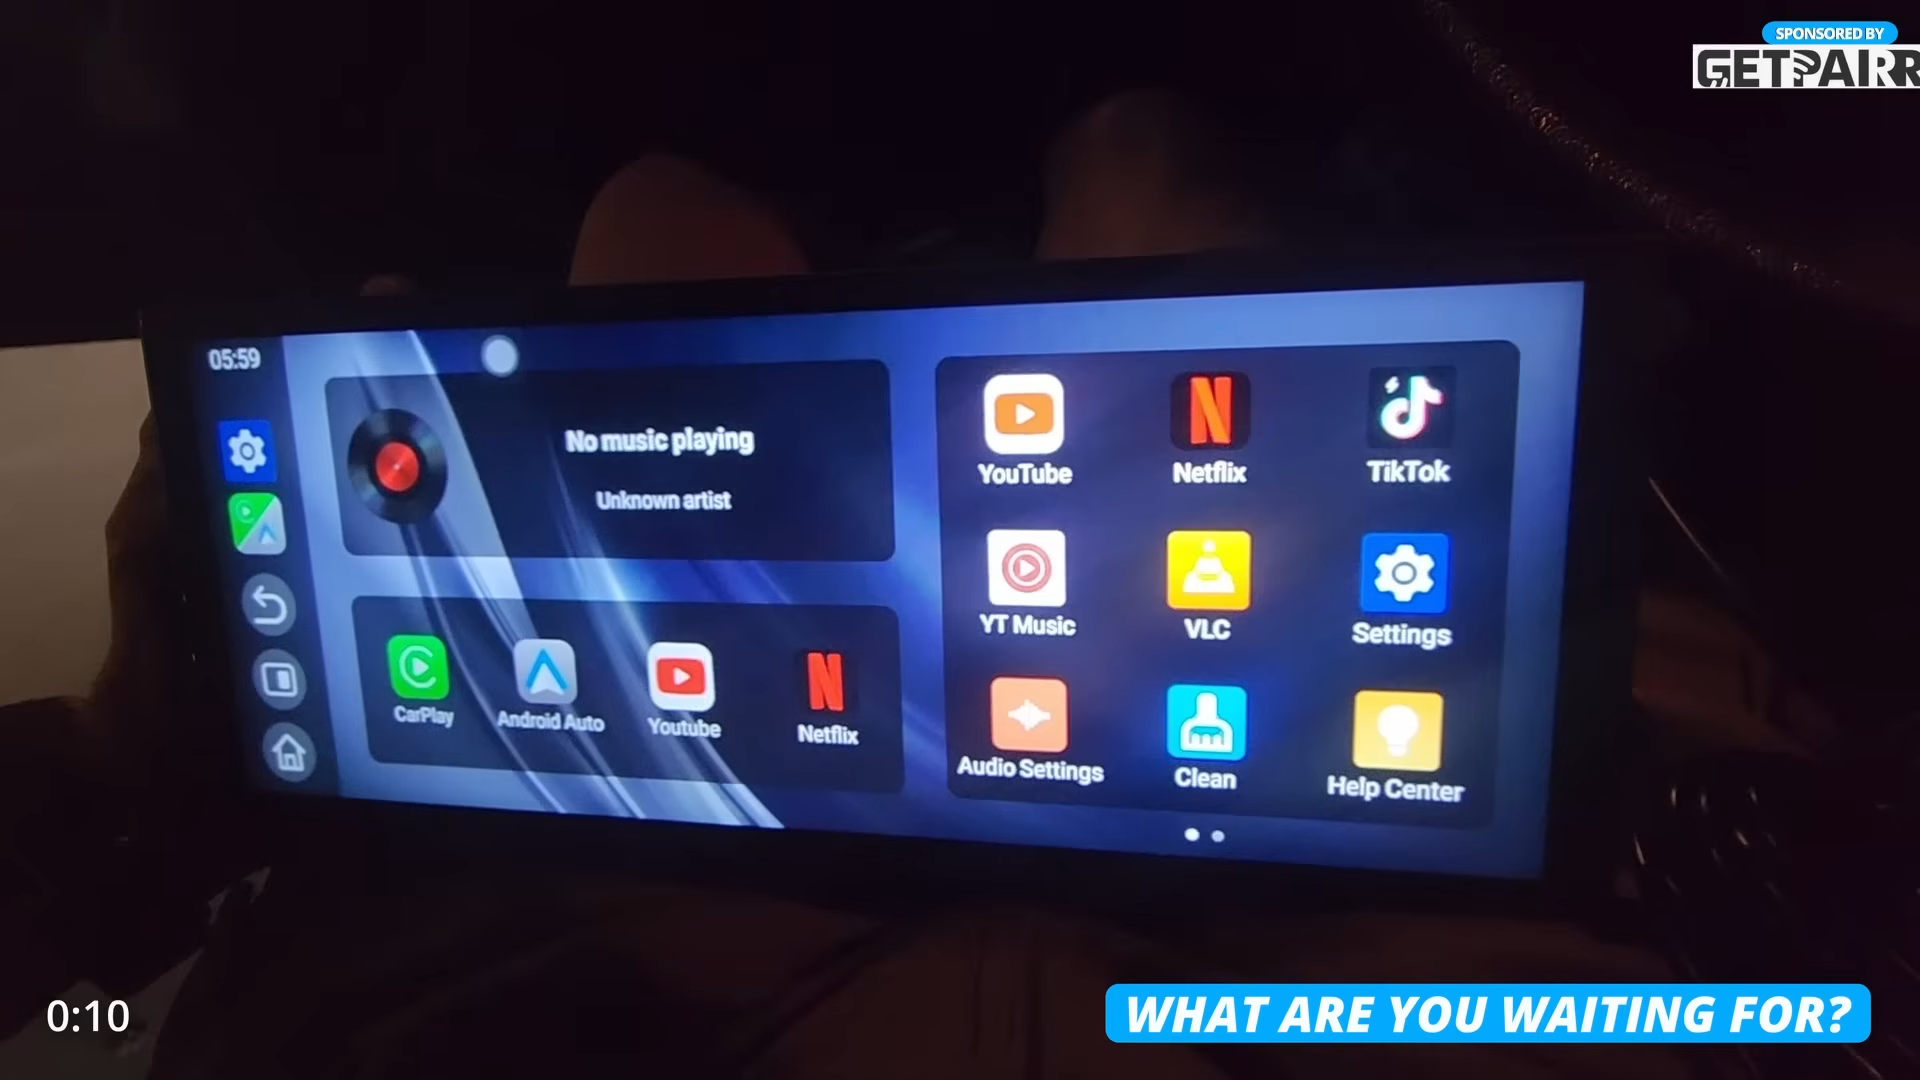 SPONSORED BY
GETPAIRR
05:59
No music playing
Unknown artist
CarPlay
Android Auto
Youtube
Netflix
YouTube
Netflix
TikTok
YT Music
VLC
Settings
Audio Settings
Clean
Help Center
0:10
WHAT ARE YOU WAITING FOR?